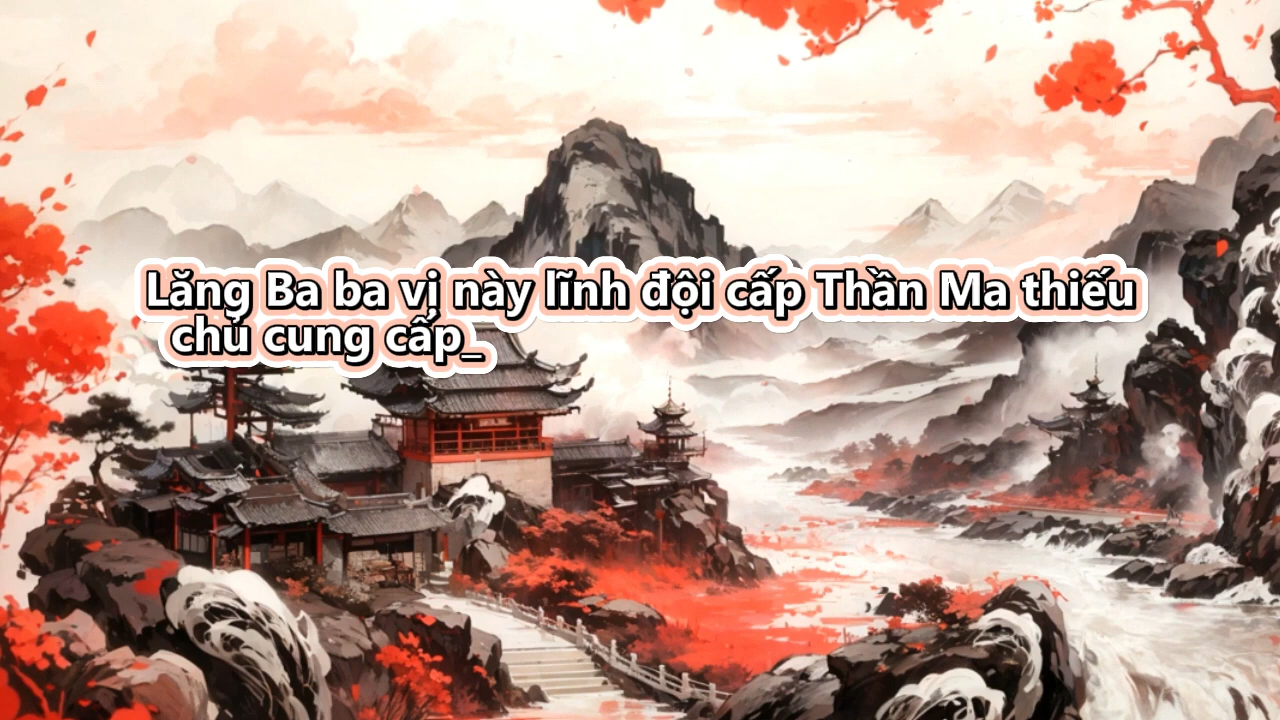 Lăng Ba ba vị này lĩnh đội cấp Thần Ma thiếu
chủ cung cấp_